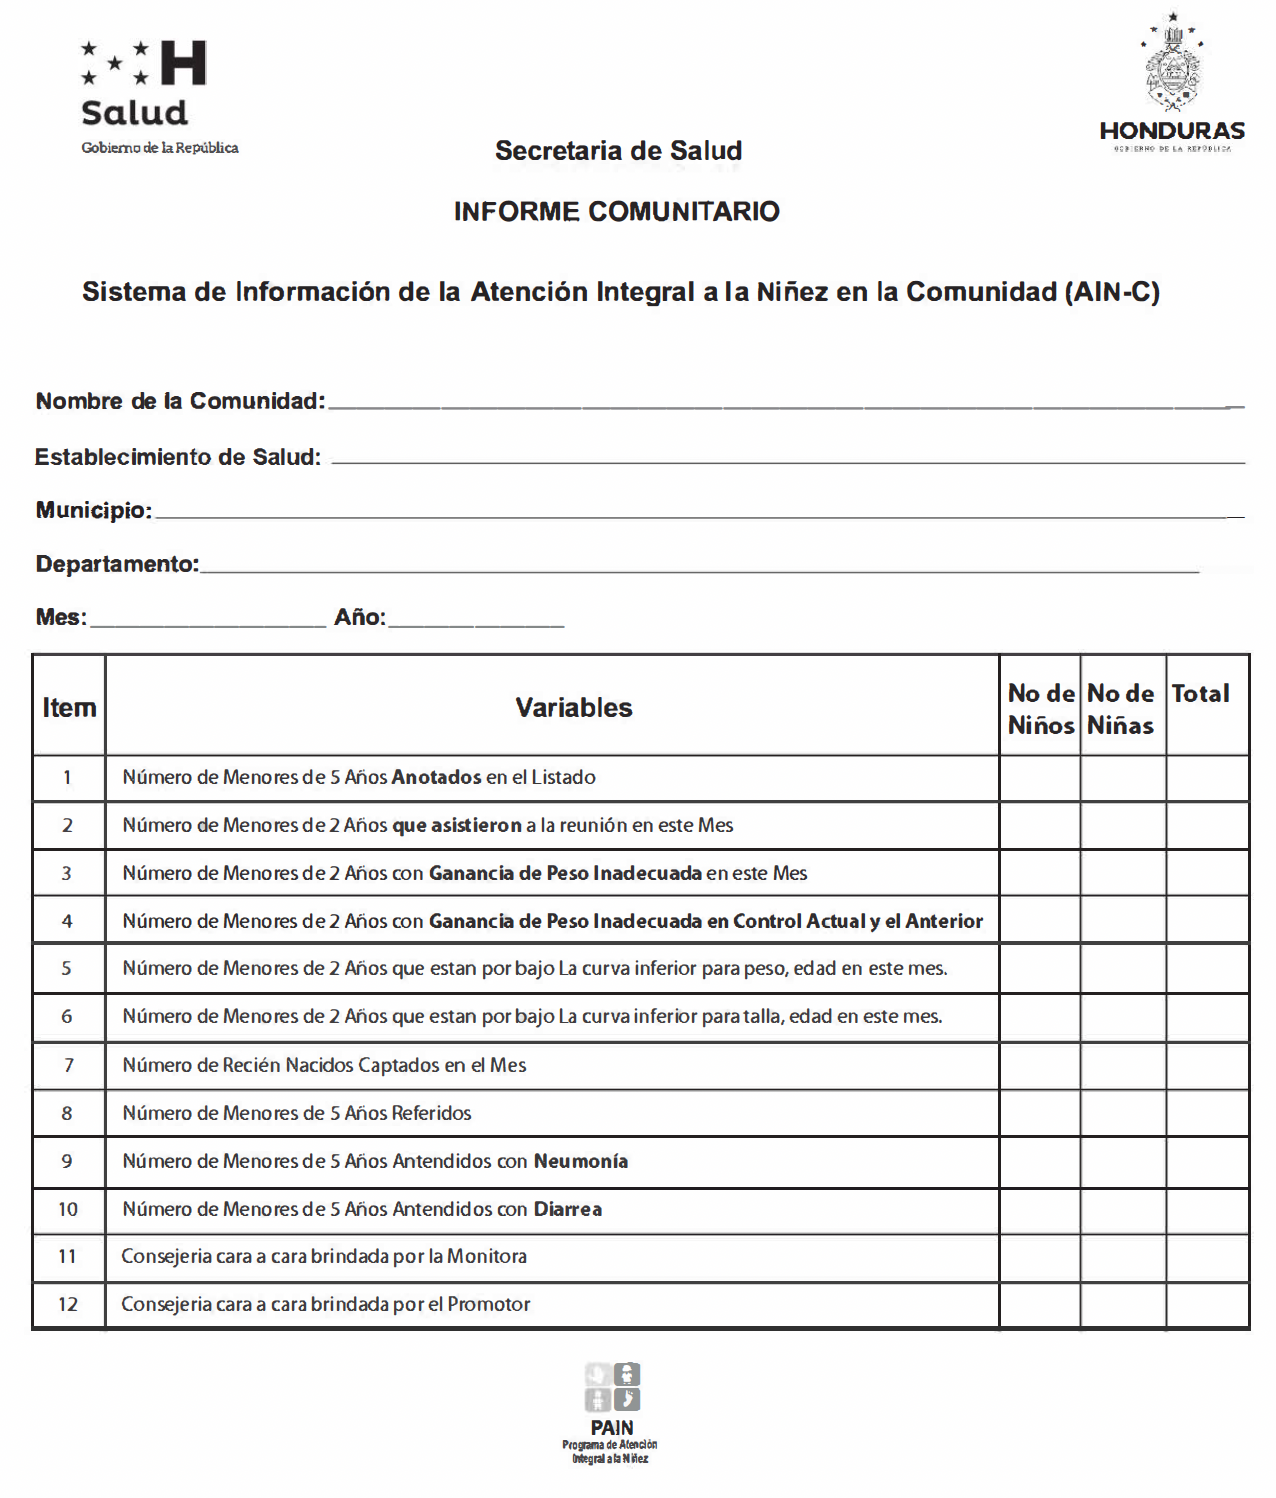 H
Salud
Gobierno de la República
HONDURAS
GOBIERNO DE LA REPÚBLICA
Secretaria de Salud
INFORME COMUNITARIO
Sistema de Información de la Atención Integral a la Niñez en la Comunidad (AIN-C)
Nombre de la Comunidad:
Establecimiento de Salud:
Municipio:
Departamento:
Mes: Año:
Item Variables No de Niños No de Niñas Total
1 Número de Menores de 5 Años Anotados en el Listado
2 Número de Menores de 2 Años que asistieron a la reunión en este Mes
3 Número de Menores de 2 Años con Ganancia de Peso Inadecuada en este Mes
4 Número de Menores de 2 Años con Ganancia de Peso Inadecuada en Control Actual y el Anterior
5 Número de Menores de 2 Años que estan por bajo La curva inferior para peso, edad en este mes.
6 Número de Menores de 2 Años que estan por bajo La curva inferior para talla, edad en este mes.
7 Número de Recién Nacidos Captados en el Mes
8 Número de Menores de 5 Años Referidos
9 Número de Menores de 5 Años Antendidos con Neumonía
10 Número de Menores de 5 Años Antendidos con Diarrea
11 Consejeria cara a cara brindada por la Monitora
12 Consejeria cara a cara brindada por el Promotor
PAIN
Programa de Atención
Integral a la Niñez